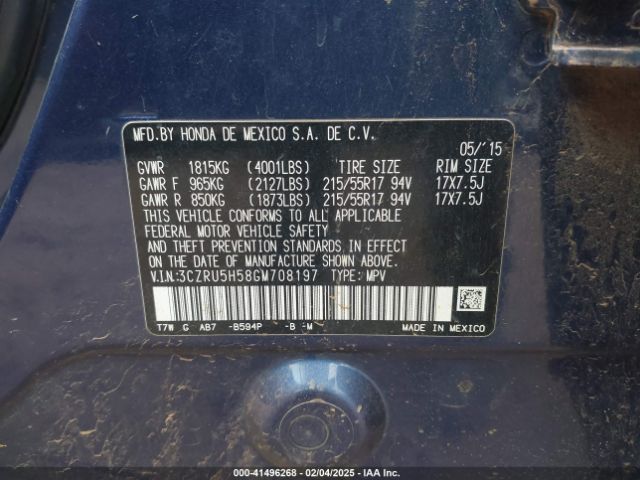 MFD.BY HONDA DE MEXICO S.A. DE C.V.
05/'15
GVWR 1815KG (4001LBS) TIRE SIZE RIM SIZE
GAWR F 965KG (2127LBS) 215/55R17 94V 17X7.5J
GAWR R 850KG (1873LBS) 215/55R17 94V 17X7.5J
THIS VEHICLE CONFORMS TO ALL APPLICABLE
FEDERAL MOTOR VEHICLE SAFETY, BUMPER
AND THEFT PREVENTION STANDARDS IN EFFECT
ON THE DATE OF MANUFACTURE SHOWN ABOVE.
V.I.N:3CZRU5H58GM708197 TYPE: MPV
T7W G AB7 -B594P -B -M MADE IN MEXICO
000-41496268 - 02/04/2025 - IAA Inc.